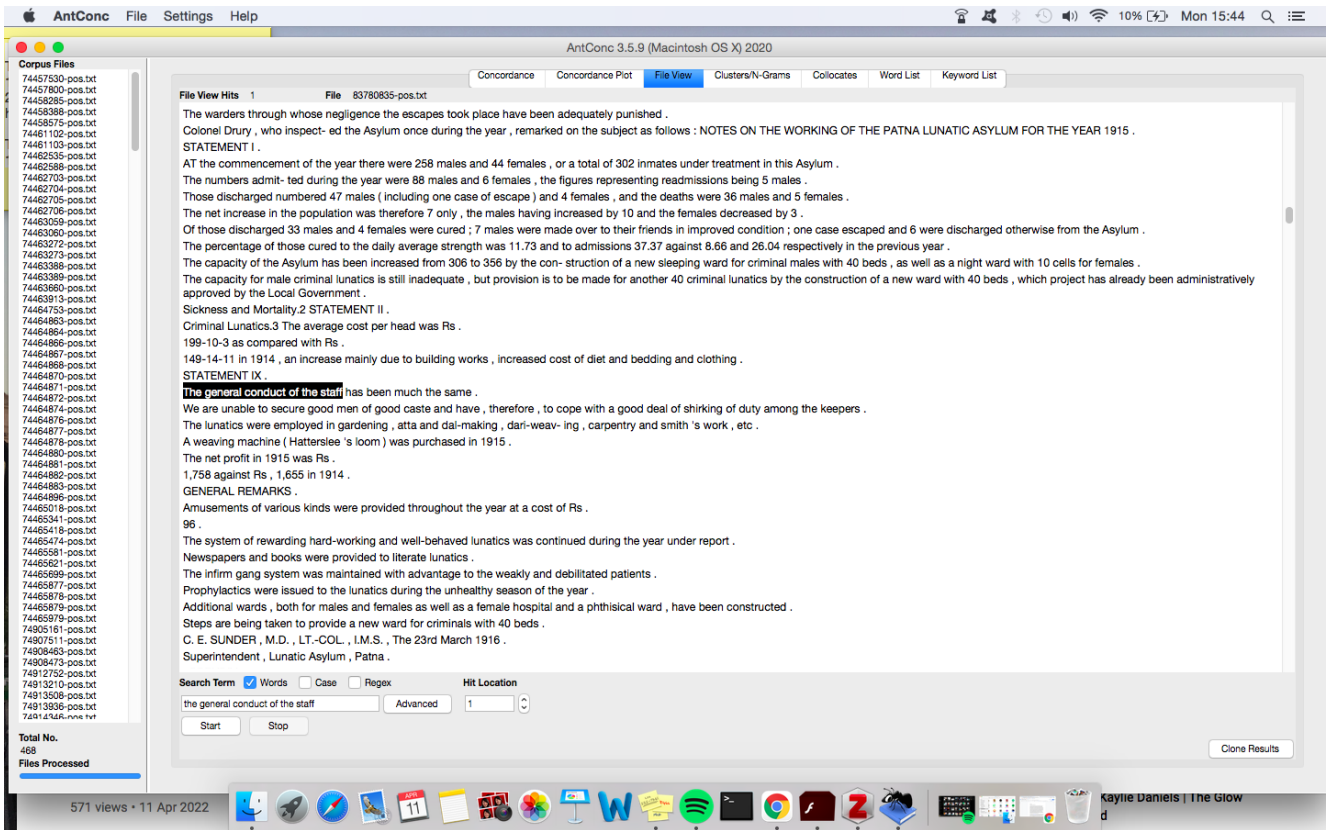 AntConc File Settings Help 10% Mon 15:44
AntConc 3.5.9 (Macintosh OS X) 2020
Corpus Files
74457530-pos.txt
74457800-pos.txt
74458285-pos.txt
74458388-pos.txt
74458575-pos.txt
74461102-pos.txt
74461103-pos.txt
74462535-pos.txt
74462588-pos.txt
74462703-pos.txt
74462704-pos.txt
74462705-pos.txt
74462706-pos.txt
74463059-pos.txt
74463060-pos.txt
74463272-pos.txt
74463273-pos.txt
74463388-pos.txt
74463389-pos.txt
74463660-pos.txt
74463913-pos.txt
74464753-pos.txt
74464863-pos.txt
74464864-pos.txt
74464866-pos.txt
74464867-pos.txt
74464868-pos.txt
74464870-pos.txt
74464871-pos.txt
74464872-pos.txt
74464874-pos.txt
74464876-pos.txt
74464877-pos.txt
74464878-pos.txt
74464880-pos.txt
74464881-pos.txt
74464882-pos.txt
74464883-pos.txt
74464896-pos.txt
74465018-pos.txt
74465341-pos.txt
74465418-pos.txt
74465474-pos.txt
74465581-pos.txt
74465621-pos.txt
74465699-pos.txt
74465877-pos.txt
74465878-pos.txt
74465879-pos.txt
74465979-pos.txt
74905161-pos.txt
74907511-pos.txt
74908463-pos.txt
74908473-pos.txt
74912752-pos.txt
74913210-pos.txt
74913508-pos.txt
74913936-pos.txt
74914346-pos.txt
Total No.
468
Files Processed
Concordance Concordance Plot File View Clusters/N-Grams Collocates Word List Keyword List
File View Hits 1 File 83780835-pos.txt
The warders through whose negligence the escapes took place have been adequately punished .
Colonel Drury , who inspect- ed the Asylum once during the year , remarked on the subject as follows : NOTES ON THE WORKING OF THE PATNA LUNATIC ASYLUM FOR THE YEAR 1915 .
STATEMENT I .
AT the commencement of the year there were 258 males and 44 females , or a total of 302 inmates under treatment in this Asylum .
The numbers admit- ted during the year were 88 males and 6 females , the figures representing readmissions being 5 males .
Those discharged numbered 47 males ( including one case of escape ) and 4 females , and the deaths were 36 males and 5 females .
The net increase in the population was therefore 7 only , the males having increased by 10 and the females decreased by 3 .
Of those discharged 33 males and 4 females were cured ; 7 males were made over to their friends in improved condition ; one case escaped and 6 were discharged otherwise from the Asylum .
The percentage of those cured to the daily average strength was 11.73 and to admissions 37.37 against 8.66 and 26.04 respectively in the previous year .
The capacity of the Asylum has been increased from 306 to 356 by the con- struction of a new sleeping ward for criminal males with 40 beds , as well as a night ward with 10 cells for females .
The capacity for male criminal lunatics is still inadequate , but provision is to be made for another 40 criminal lunatics by the construction of a new ward with 40 beds , which project has already been administratively
approved by the Local Government .
Sickness and Mortality.2 STATEMENT II .
Criminal Lunatics.3 The average cost per head was Rs .
199-10-3 as compared with Rs .
149-14-11 in 1914 , an increase mainly due to building works , increased cost of diet and bedding and clothing .
STATEMENT IX .
The general conduct of the staff has been much the same .
We are unable to secure good men of good caste and have , therefore , to cope with a good deal of shirking of duty among the keepers .
The lunatics were employed in gardening , atta and dal-making , dari-weav- ing , carpentry and smith 's work , etc .
A weaving machine ( Hatterslee 's loom ) was purchased in 1915 .
The net profit in 1915 was Rs .
1,758 against Rs , 1,655 in 1914 .
GENERAL REMARKS .
Amusements of various kinds were provided throughout the year at a cost of Rs .
96 .
The system of rewarding hard-working and well-behaved lunatics was continued during the year under report .
Newspapers and books were provided to literate lunatics .
The infirm gang system was maintained with advantage to the weakly and debilitated patients .
Prophylactics were issued to the lunatics during the unhealthy season of the year .
Additional wards , both for males and females as well as a female hospital and a phthisical ward , have been constructed .
Steps are being taken to provide a new ward for criminals with 40 beds .
C. E. SUNDER , M.D. , LT.-COL. , I.M.S. , The 23rd March 1916 .
Superintendent , Lunatic Asylum , Patna .
Search Term Words Case Regex Hit Location
the general conduct of the staff Advanced 1
Start Stop
Clone Results
571 views • 11 Apr 2022
APR
11
Kaylie Daniels | The Glow